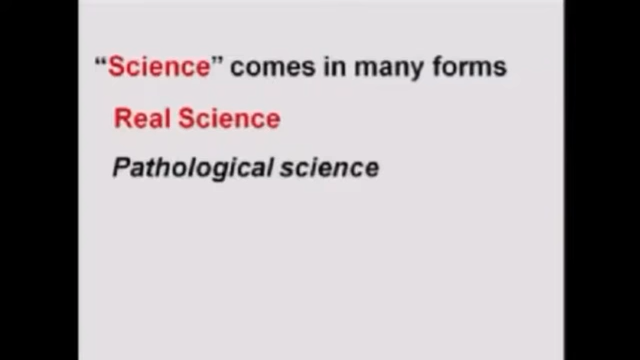 “Science” comes in many forms
Real Science
Pathological science